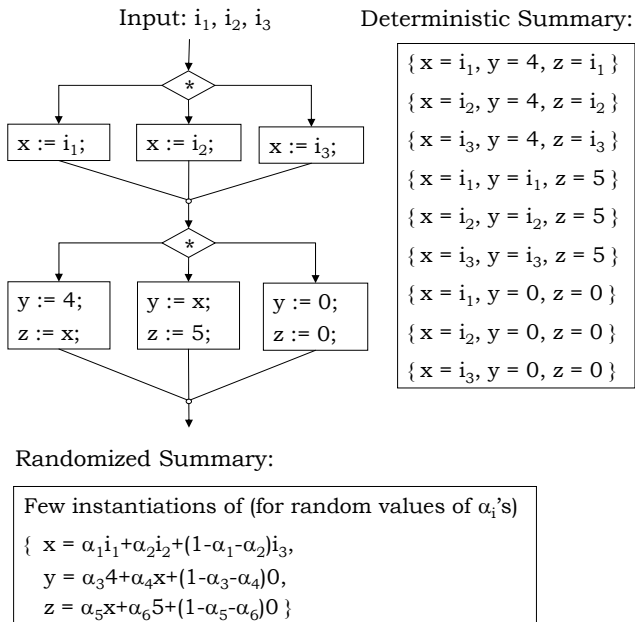 Input: i₁, i₂, i₃
*
x := i₁;
x := i₂;
x := i₃;
*
y := 4;
z := x;
y := x;
z := 5;
y := 0;
z := 0;
Deterministic Summary:
{ x = i₁, y = 4, z = i₁ }
{ x = i₂, y = 4, z = i₂ }
{ x = i₃, y = 4, z = i₃ }
{ x = i₁, y = i₁, z = 5 }
{ x = i₂, y = i₂, z = 5 }
{ x = i₃, y = i₃, z = 5 }
{ x = i₁, y = 0, z = 0 }
{ x = i₂, y = 0, z = 0 }
{ x = i₃, y = 0, z = 0 }
Randomized Summary:
Few instantiations of (for random values of αᵢ's)
{ x = α₁i₁+α₂i₂+(1-α₁-α₂)i₃,
y = α₃4+α₄x+(1-α₃-α₄)0,
z = α₅x+α₆5+(1-α₅-α₆)0 }